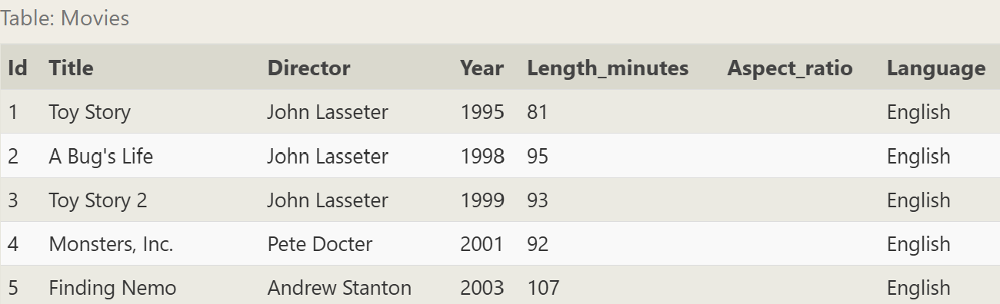 Table: Movies
Id Title Director Year Length_minutes Aspect_ratio Language
1 Toy Story John Lasseter 1995 81 English
2 A Bug's Life John Lasseter 1998 95 English
3 Toy Story 2 John Lasseter 1999 93 English
4 Monsters, Inc. Pete Docter 2001 92 English
5 Finding Nemo Andrew Stanton 2003 107 English